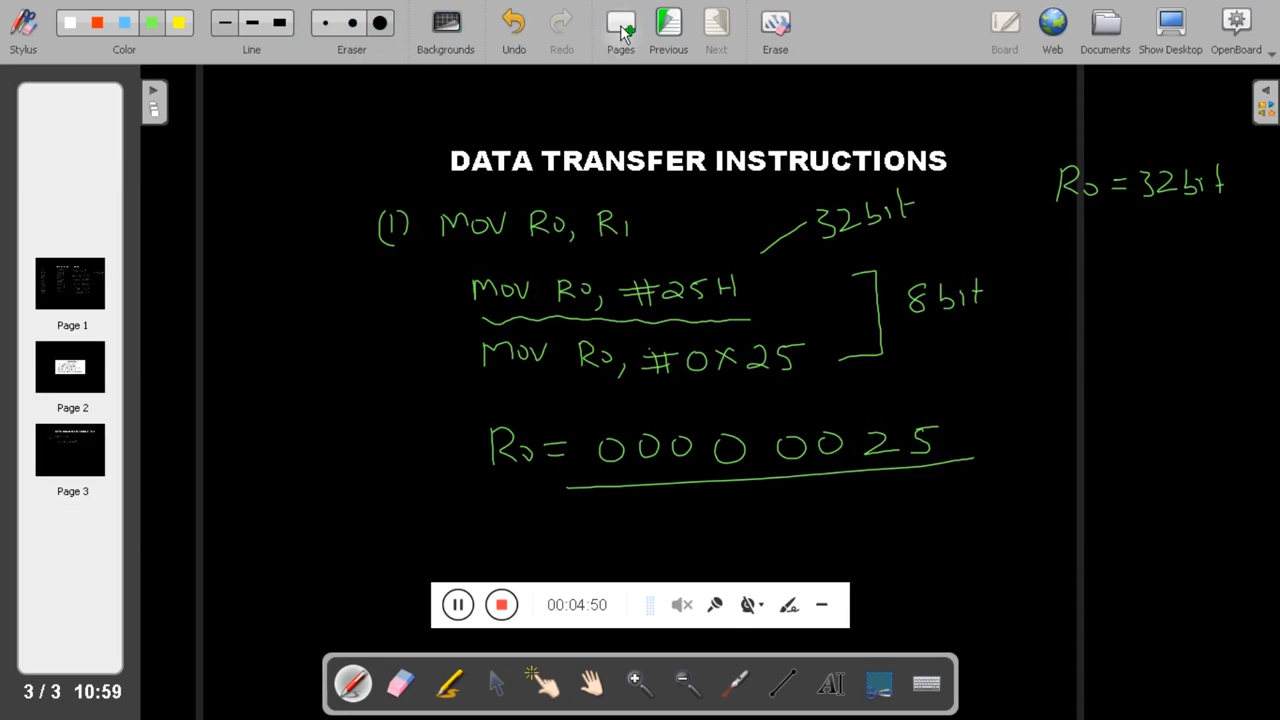 Stylus Color Line Eraser Backgrounds Undo Redo Pages Previous Next Erase Board Web Documents Show Desktop OpenBoard
DATA TRANSFER INSTRUCTIONS
R0 = 32bit
(1) MOV R0, R1
32bit
MOV R0, #25H
8bit
MOV R0, #0X25
R0 = 0000 0025
Page 1
Page 2
Page 3
00:04:50
3 / 3 10:59
AI